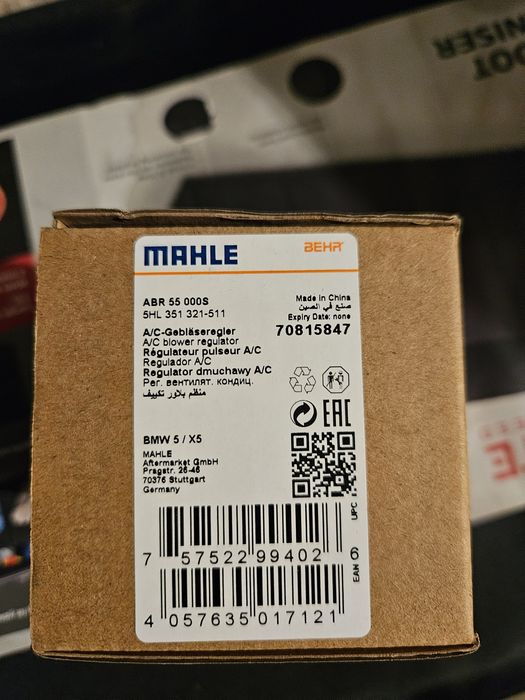 MAHLE
BEHR
ABR 55 000S
5HL 351 321-511
Made in China
صنع في الصين
Expiry Date: none
70815847
A/C-Gebläseregler
A/C blower regulator
Régulateur pulseur A/C
Regulador A/C
Regulator dmuchawy A/C
Рег. вентилят. кондиц.
منظم بلاور تكييف
EAC
BMW 5 / X5
MAHLE
Aftermarket GmbH
Pragstr. 26-46
70376 Stuttgart
Germany
UPC
7 57522 99402 6
EAN
4 057635 017121